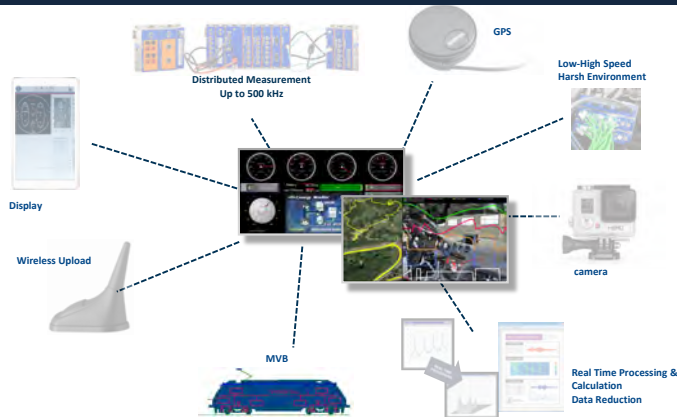 GPS
Distributed Measurement
Up to 500 kHz
Low-High Speed
Harsh Environment
Display
camera
Wireless Upload
MVB
Real Time Processing &
Calculation
Data Reduction